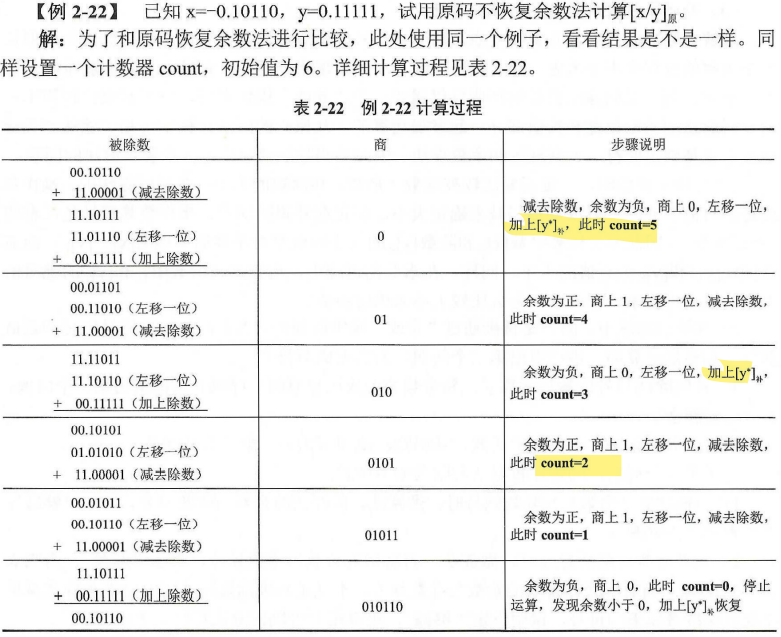 【例 2-22】 已知 x=−0.10110，y=0.11111，试用原码不恢复余数法计算[x/y]原。
解：为了和原码恢复余数法进行比较，此处使用同一个例子，看看结果是不是一样。同
样设置一个计数器 count，初始值为 6。详细计算过程见表 2-22。
表 2-22 例 2-22 计算过程
被除数 商 步骤说明
00.10110
+ 11.00001（减去除数）
11.10111
11.01110（左移一位）
+ 00.11111（加上除数）
0
减去除数，余数为负，商上 0，左移一位，
加上[y*]补，此时 count=5
00.01101
00.11010（左移一位）
+ 11.00001（减去除数）
01
余数为正，商上 1，左移一位，减去除数，
此时 count=4
11.11011
11.10110（左移一位）
+ 00.11111（加上除数）
010
余数为负，商上 0，左移一位，加上[y*]补，
此时 count=3
00.10101
01.01010（左移一位）
+ 11.00001（减去除数）
0101
余数为正，商上 1，左移一位，减去除数，
此时 count=2
00.01011
00.10110（左移一位）
+ 11.00001（减去除数）
01011
余数为正，商上 1，左移一位，减去除数，
此时 count=1
11.10111
+ 00.11111（加上除数）
00.10110
010110
余数为负，商上 0，此时 count=0，停止
运算，发现余数小于 0，加上[y*]补恢复